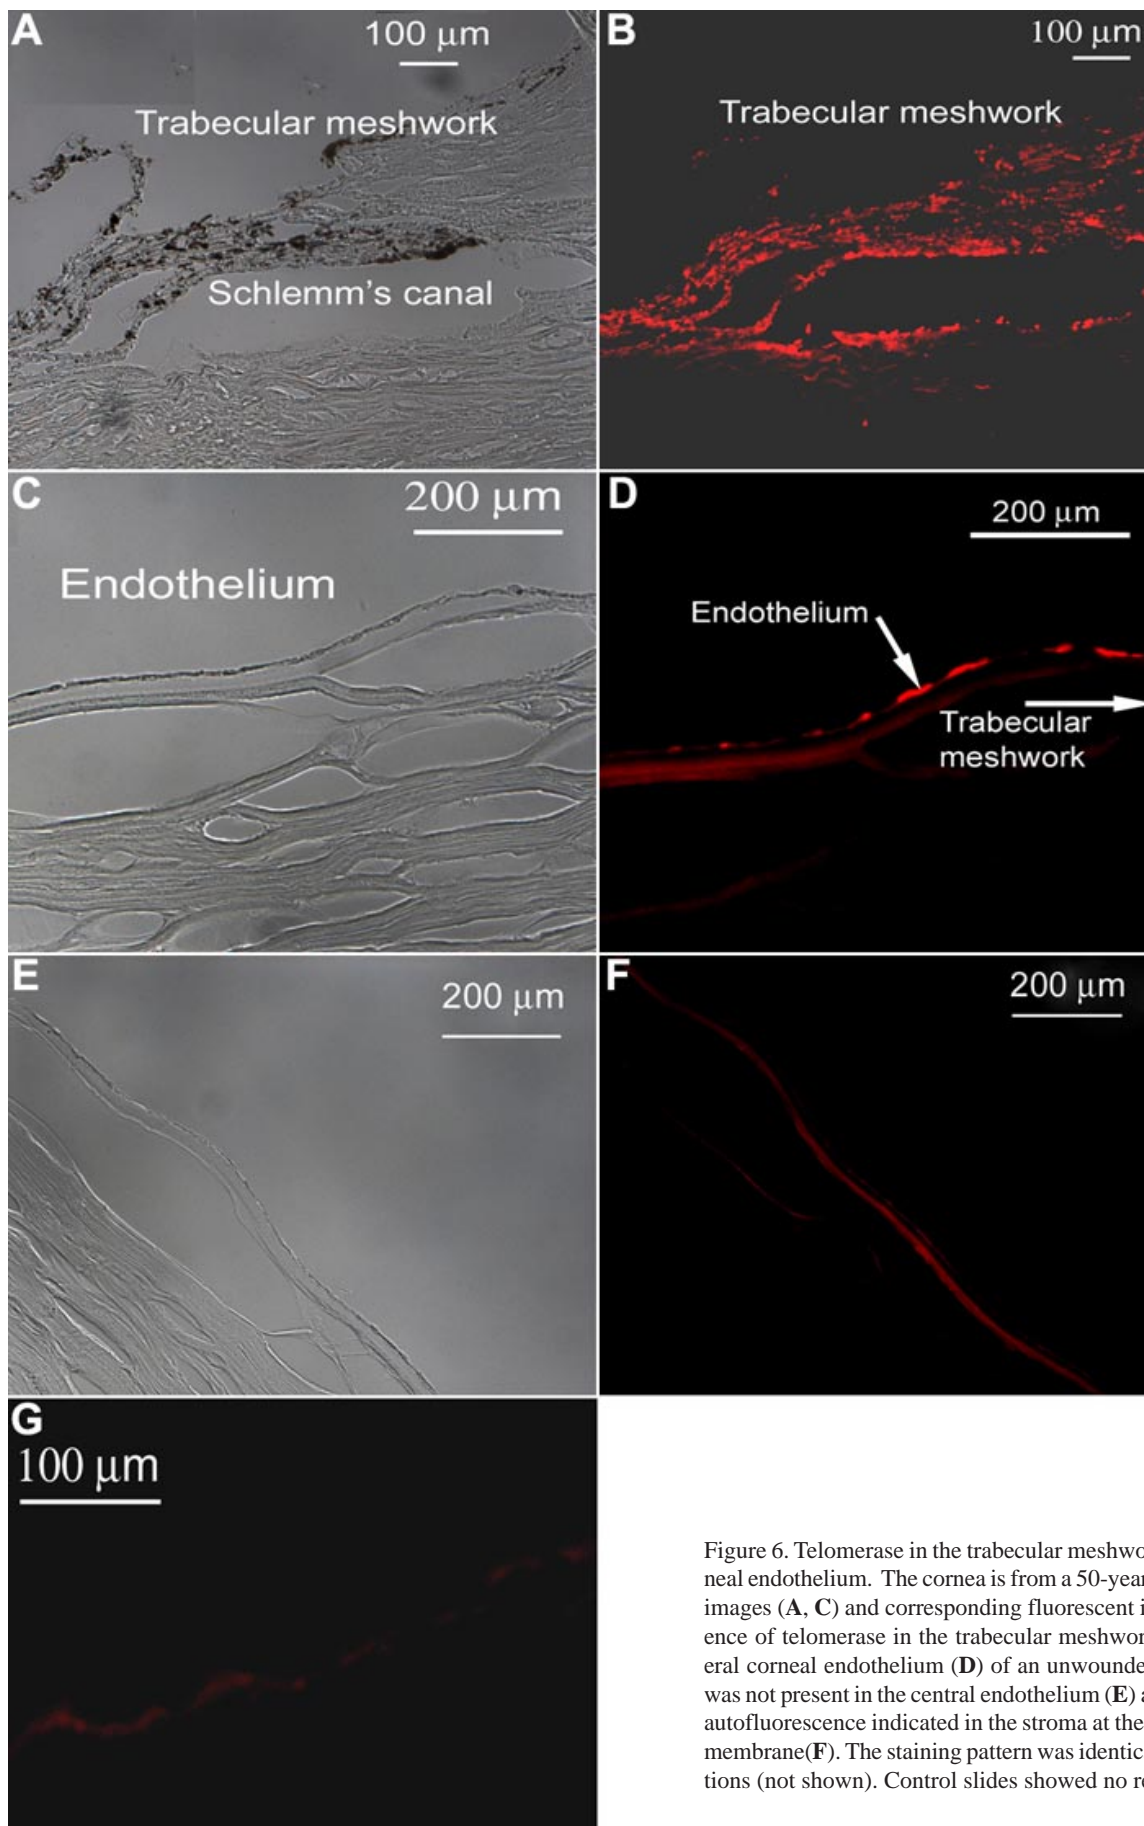 A
100 μm
Trabecular meshwork
Schlemm's canal
B
100 μm
Trabecular meshwork
C
200 μm
Endothelium
D
200 μm
Endothelium
Trabecular
meshwork
E
200 μm
F
200 μm
G
100 μm
Figure 6. Telomerase in the trabecular meshwo
neal endothelium. The cornea is from a 50-year
images (A, C) and corresponding fluorescent i
ence of telomerase in the trabecular meshwor
eral corneal endothelium (D) of an unwounde
was not present in the central endothelium (E) a
autofluorescence indicated in the stroma at the
membrane(F). The staining pattern was identic
tions (not shown). Control slides showed no re